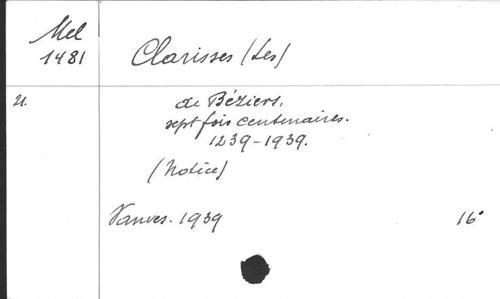 Mel
1481
Clarisses (Les)
21.
de Béziers,
sept fois centenaires.
1239-1939.
(Notice)
Vanves. 1939
16°